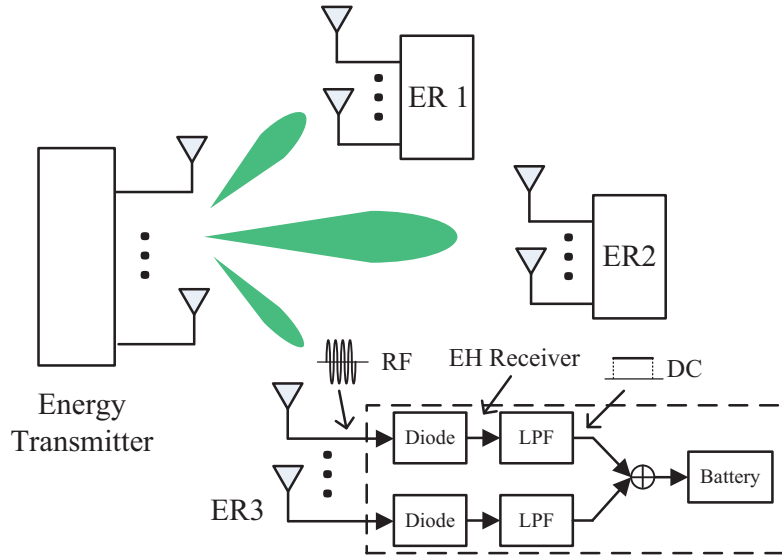 ER 1
ER2
RF
EH Receiver
DC
Energy
Transmitter
Diode
LPF
Battery
ER3
Diode
LPF